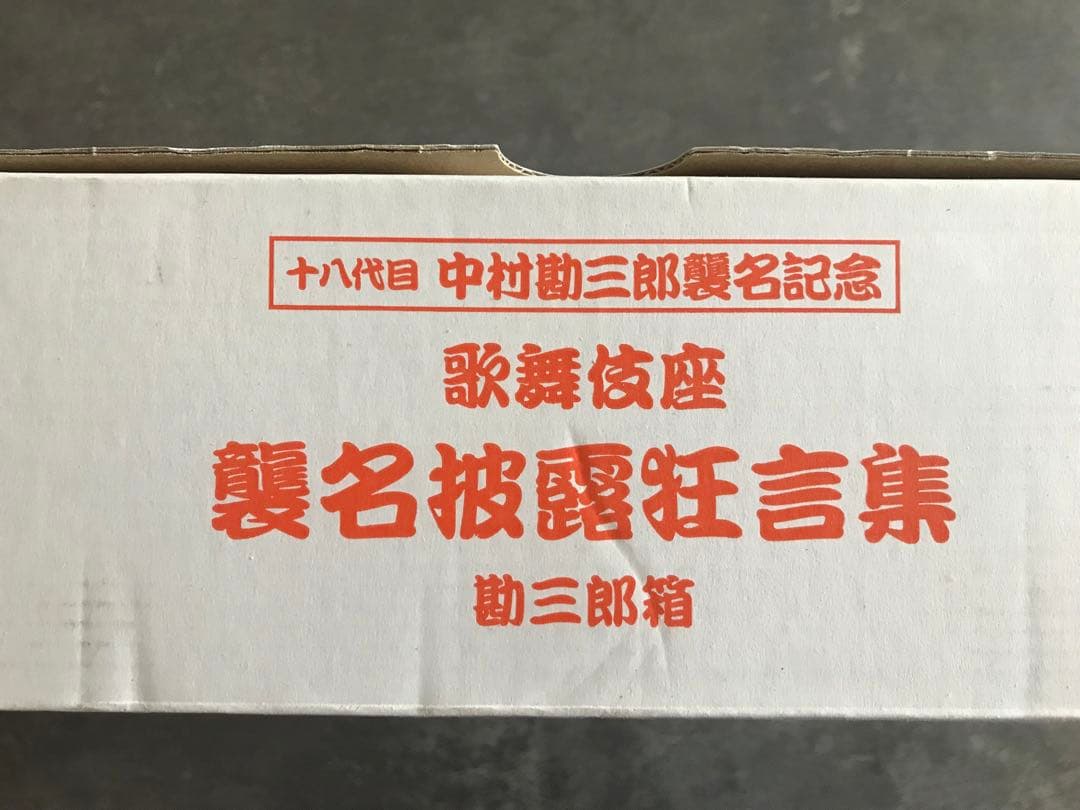 十八代目 中村勘三郎襲名記念
歌舞伎座
襲名披露狂言集
勘三郎箱